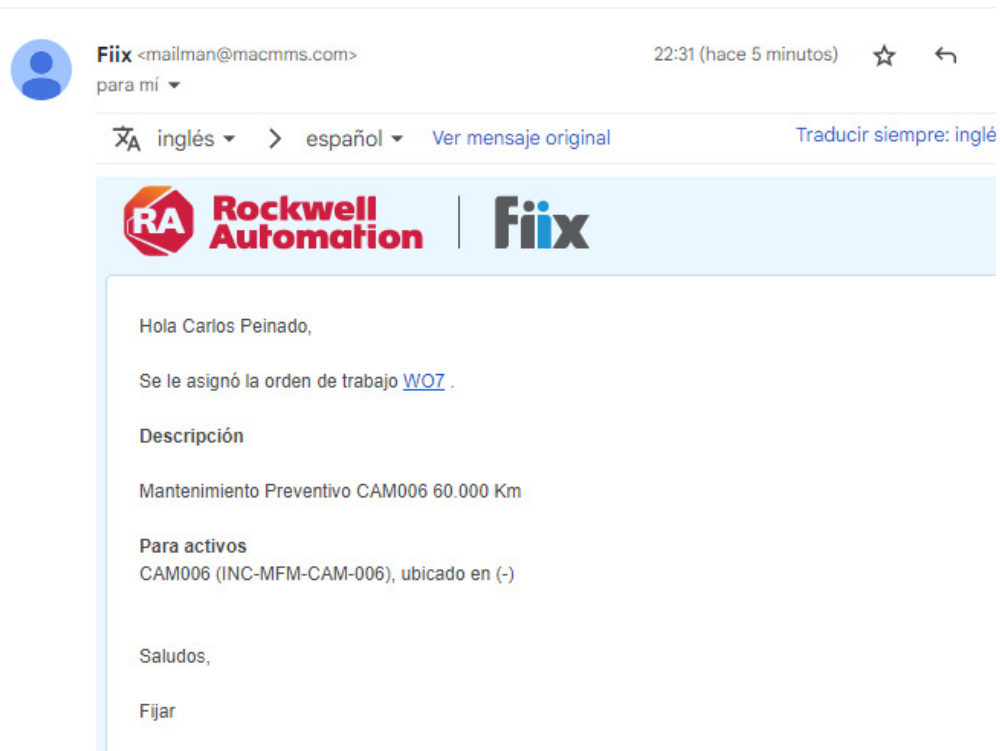 Fiix <mailman@macmms.com> 22:31 (hace 5 minutos)
para mí
inglés español Ver mensaje original Traducir siempre: inglé
RA Rockwell Automation Fiix
Hola Carlos Peinado,
Se le asignó la orden de trabajo WO7 .
Descripción
Mantenimiento Preventivo CAM006 60.000 Km
Para activos
CAM006 (INC-MFM-CAM-006), ubicado en (-)
Saludos,
Fijar